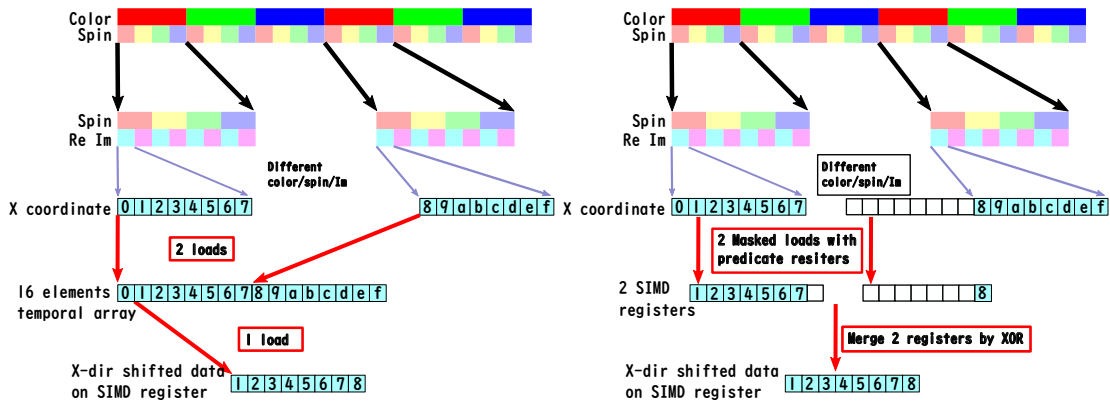 Color
Spin
Spin
Re Im
Different
color/spin/Im
X coordinate
0 1 2 3 4 5 6 7
8 9 a b c d e f
2 loads
16 elements
temporal array
0 1 2 3 4 5 6 7 8 9 a b c d e f
1 load
X-dir shifted data
on SIMD register
1 2 3 4 5 6 7 8
Color
Spin
Spin
Re Im
Different
color/spin/Im
X coordinate
0 1 2 3 4 5 6 7
8 9 a b c d e f
2 Masked loads with
predicate resiters
2 SIMD
registers
1 2 3 4 5 6 7
8
Merge 2 registers by XOR
X-dir shifted data
on SIMD register
1 2 3 4 5 6 7 8